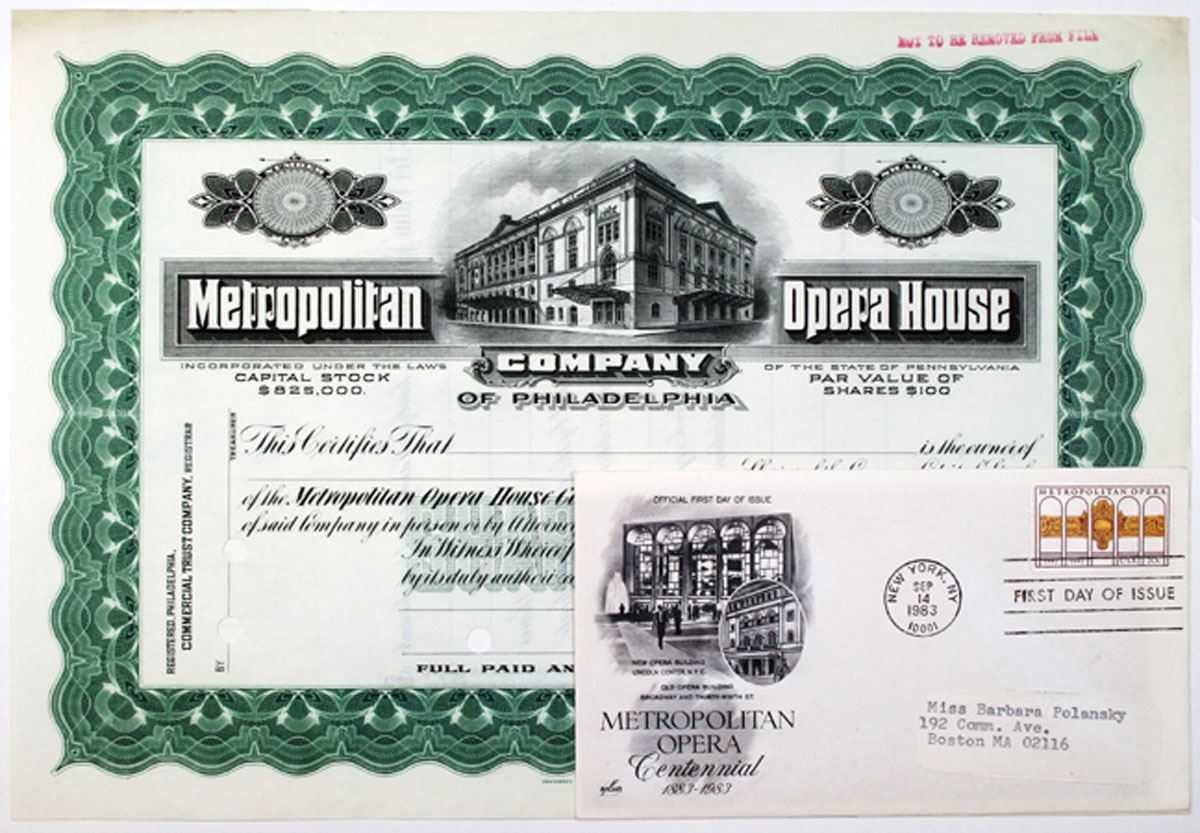 NOT TO BE REMOVED FROM FILE
NUMBER
SHARES
Metropolitan Opera House
COMPANY
OF PHILADELPHIA
INCORPORATED UNDER THE LAWS OF THE STATE OF PENNSYLVANIA
CAPITAL STOCK
$825,000.
PAR VALUE OF
SHARES $100
This Certifies That is the owner of
of the Metropolitan Opera House
of said Company in person or by
In Witness Whereof
by its duly
FULL PAID AN
TREASURER
REGISTERED, PHILADELPHIA,
COMMERCIAL TRUST COMPANY, REGISTRAR
BY
OFFICIAL FIRST DAY OF ISSUE
NEW OPERA BUILDING
LINCOLN CENTER, N.Y.C.
OLD OPERA BUILDING
BROADWAY AND THIRTY-NINTH ST.
METROPOLITAN
OPERA
Centennial
1883-1983
METROPOLITAN OPERA
USA 20c
NEW YORK, NY
SEP
14
1983
10001
FIRST DAY OF ISSUE
Miss Barbara Polansky
192 Comm. Ave.
Boston MA 02116